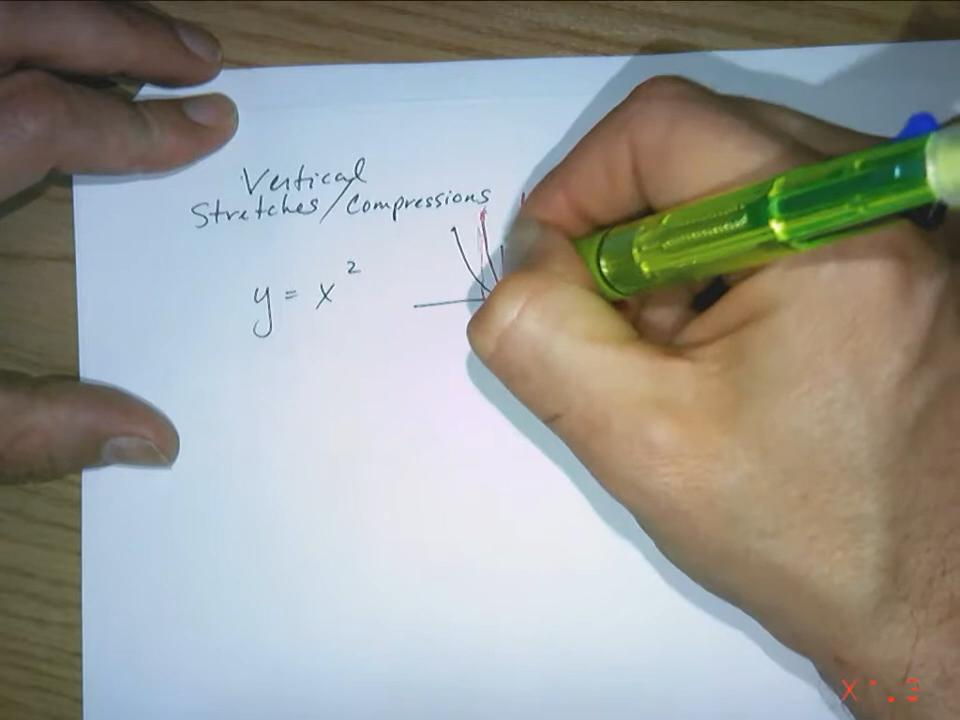 Vertical
Stretches/Compressions
y = x²